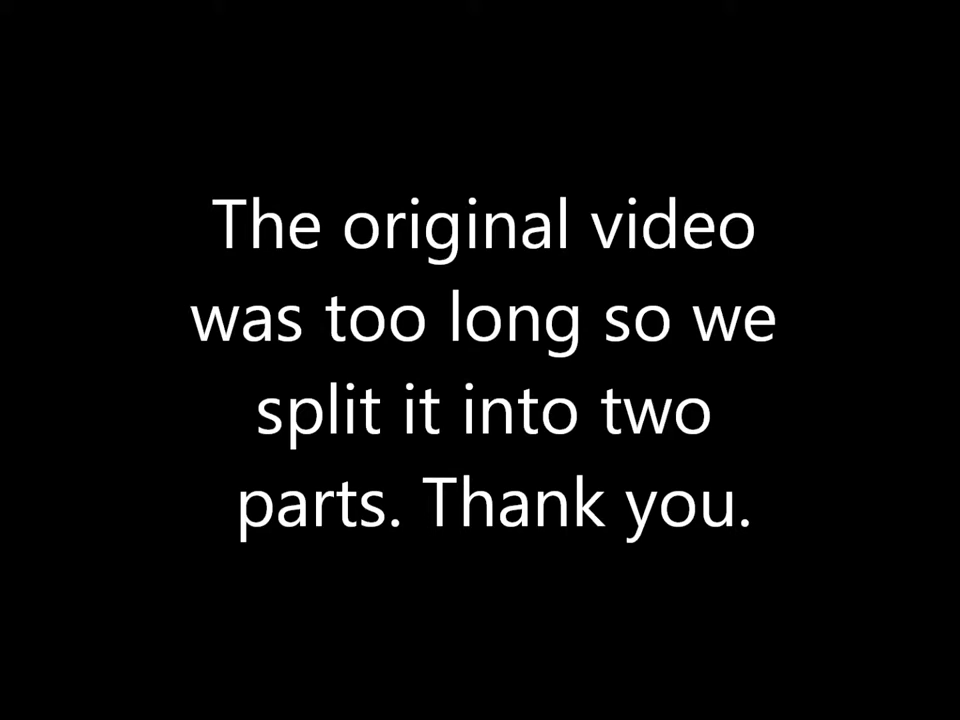 The original video
was too long so we
split it into two
parts. Thank you.